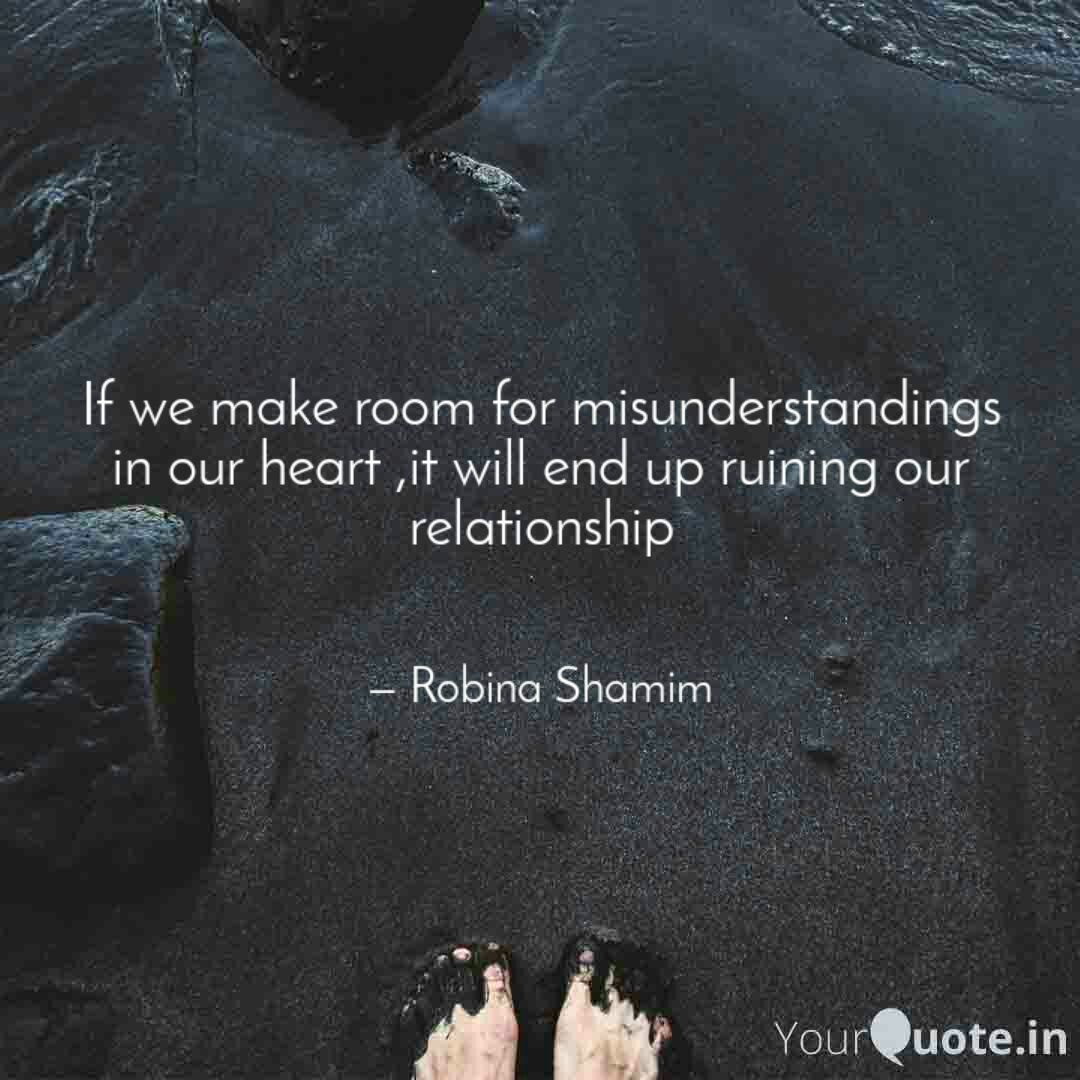 If we make room for misunderstandings
in our heart ,it will end up ruining our
relationship
– Robina Shamim
YourQuote.in